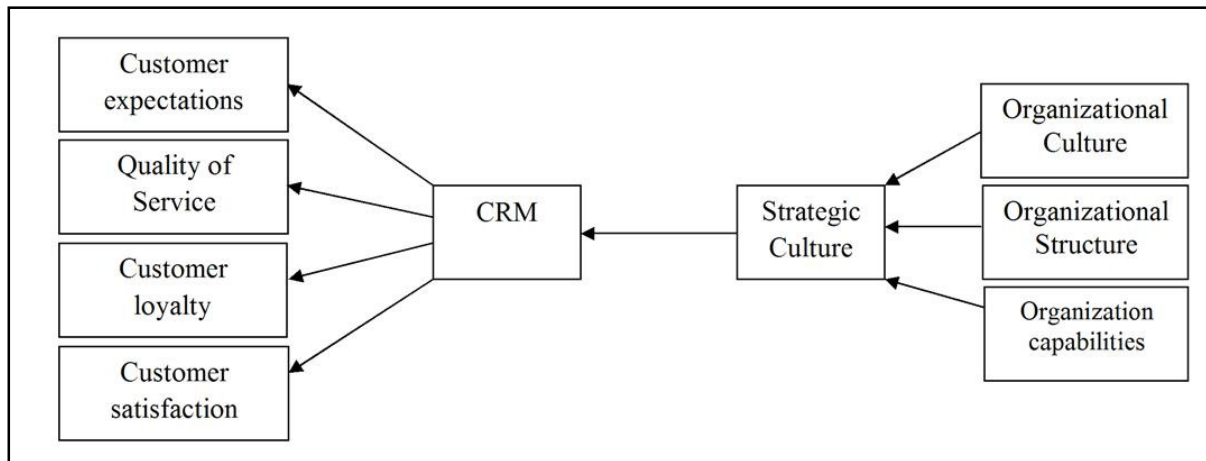 Customer
expectations
Quality of
Service
Customer
loyalty
Customer
satisfaction
CRM
Strategic
Culture
Organizational
Culture
Organizational
Structure
Organization
capabilities